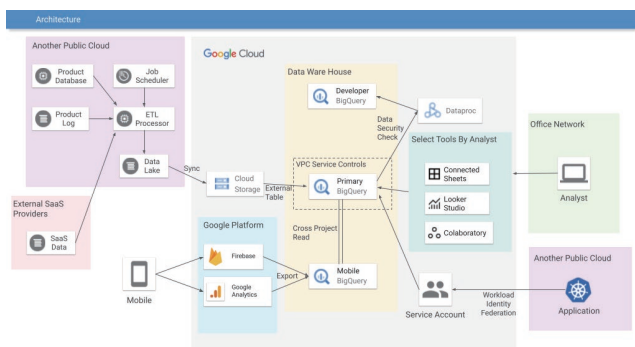 Architecture
Another Public Cloud
Product
Database
Job
Scheduler
Product
Log
ETL
Processor
Data
Lake
Sync
External SaaS
Providers
SaaS
Data
Mobile
Google Cloud
Cloud
Storage
External
Table
Google Platform
Firebase
Google
Analytics
Export
Data Ware House
Developer
BigQuery
VPC Service Controls
Primary
BigQuery
Cross Project
Read
Mobile
BigQuery
Data
Security
Check
Dataproc
Select Tools By Analyst
Connected
Sheets
Looker
Studio
Colaboratory
Service Account
Office Network
Analyst
Another Public Cloud
Application
Workload
Identity
Federation